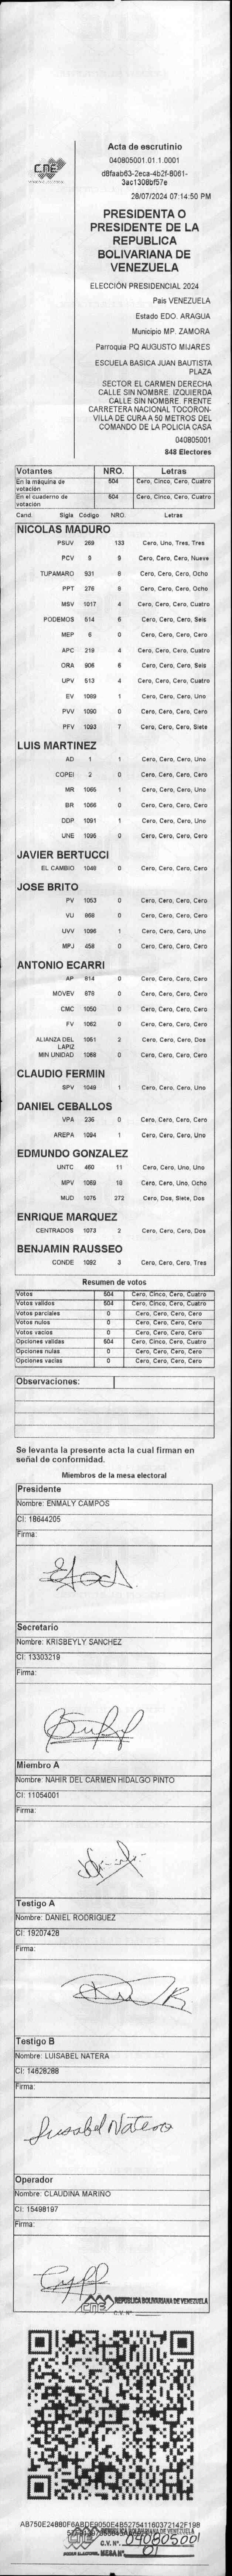 CNE
Acta de escrutinio
040805001.01.1.0001
d8faab63-2eca-4b2f-8061-
3ac1308bf57e
28/07/2024 07:14:50 PM
PRESIDENTA O
PRESIDENTE DE LA
REPUBLICA
BOLIVARIANA DE
VENEZUELA
ELECCIÓN PRESIDENCIAL 2024
Pais VENEZUELA
Estado EDO. ARAGUA
Municipio MP. ZAMORA
Parroquia PQ AUGUSTO MIJARES
ESCUELA BASICA JUAN BAUTISTA
PLAZA
SECTOR EL CARMEN DERECHA
CALLE SIN NOMBRE. IZQUIERDA
CALLE SIN NOMBRE. FRENTE
CARRETERA NACIONAL TOCORON-
VILLA DE CURA A 50 METROS DEL
COMANDO DE LA POLICIA CASA
040805001
848 Electores
Votantes NRO. Letras
En la máquina de votación 504 Cero, Cinco, Cero, Cuatro
En el cuaderno de votación 504 Cero, Cinco, Cero, Cuatro
Cand. Sigla Código NRO. Letras
NICOLAS MADURO
PSUV 269 133 Cero, Uno, Tres, Tres
PCV 9 9 Cero, Cero, Cero, Nueve
TUPAMARO 931 8 Cero, Cero, Cero, Ocho
PPT 276 8 Cero, Cero, Cero, Ocho
MSV 1017 4 Cero, Cero, Cero, Cuatro
PODEMOS 514 6 Cero, Cero, Cero, Seis
MEP 6 0 Cero, Cero, Cero, Cero
APC 219 4 Cero, Cero, Cero, Cuatro
ORA 906 6 Cero, Cero, Cero, Seis
UPV 513 4 Cero, Cero, Cero, Cuatro
EV 1089 1 Cero, Cero, Cero, Uno
PVV 1090 0 Cero, Cero, Cero, Cero
PFV 1093 7 Cero, Cero, Cero, Siete
LUIS MARTINEZ
AD 1 1 Cero, Cero, Cero, Uno
COPEI 2 0 Cero, Cero, Cero, Cero
MR 1065 1 Cero, Cero, Cero, Uno
BR 1086 0 Cero, Cero, Cero, Cero
DDP 1091 1 Cero, Cero, Cero, Uno
UNE 1095 0 Cero, Cero, Cero, Cero
JAVIER BERTUCCI
EL CAMBIO 1048 0 Cero, Cero, Cero, Cero
JOSE BRITO
PV 1053 0 Cero, Cero, Cero, Cero
VU 868 0 Cero, Cero, Cero, Cero
UVV 1096 1 Cero, Cero, Cero, Uno
MPJ 458 0 Cero, Cero, Cero, Cero
ANTONIO ECARRI
AP 814 0 Cero, Cero, Cero, Cero
MOVEV 879 0 Cero, Cero, Cero, Cero
CMC 1050 0 Cero, Cero, Cero, Cero
FV 1062 0 Cero, Cero, Cero, Cero
ALIANZA DEL LAPIZ 1051 2 Cero, Cero, Cero, Dos
MIN UNIDAD 1068 0 Cero, Cero, Cero, Cero
CLAUDIO FERMIN
SPV 1049 1 Cero, Cero, Cero, Uno
DANIEL CEBALLOS
VPA 236 0 Cero, Cero, Cero, Cero
AREPA 1094 1 Cero, Cero, Cero, Uno
EDMUNDO GONZALEZ
UNTC 460 11 Cero, Cero, Uno, Uno
MPV 1059 18 Cero, Cero, Uno, Ocho
MUD 1075 272 Cero, Dos, Siete, Dos
ENRIQUE MARQUEZ
CENTRADOS 1073 2 Cero, Cero, Cero, Dos
BENJAMIN RAUSSEO
CONDE 1092 3 Cero, Cero, Cero, Tres
Resumen de votos
Votos 504 Cero, Cinco, Cero, Cuatro
Votos validos 504 Cero, Cinco, Cero, Cuatro
Votos parciales 0 Cero, Cero, Cero, Cero
Votos nulos 0 Cero, Cero, Cero, Cero
Votos vacios 0 Cero, Cero, Cero, Cero
Opciones validas 504 Cero, Cinco, Cero, Cuatro
Opciones nulas 0 Cero, Cero, Cero, Cero
Opciones vacias 0 Cero, Cero, Cero, Cero
Observaciones:
Se levanta la presente acta la cual firman en
señal de conformidad.
Miembros de la mesa electoral
Presidente
Nombre: ENMALY CAMPOS
CI: 18644205
Firma:
Secretario
Nombre: KRISBEYLY SANCHEZ
CI: 13303219
Firma:
Miembro A
Nombre: NAHIR DEL CARMEN HIDALGO PINTO
CI: 11054001
Firma:
Testigo A
Nombre: DANIEL RODRIGUEZ
CI: 19207428
Firma:
Testigo B
Nombre: LUISABEL NATERA
CI: 14628288
Firma:
Luisabel Natera
Operador
Nombre: CLAUDINA MARIÑO
CI: 15498197
Firma:
CNE REPÚBLICA BOLIVARIANA DE VENEZUELA
C.V. Nº
AB750E24680F6ABDE9050E4B527541160372142F198
CNE
C.V. Nº. 040805001
MESA Nº 01